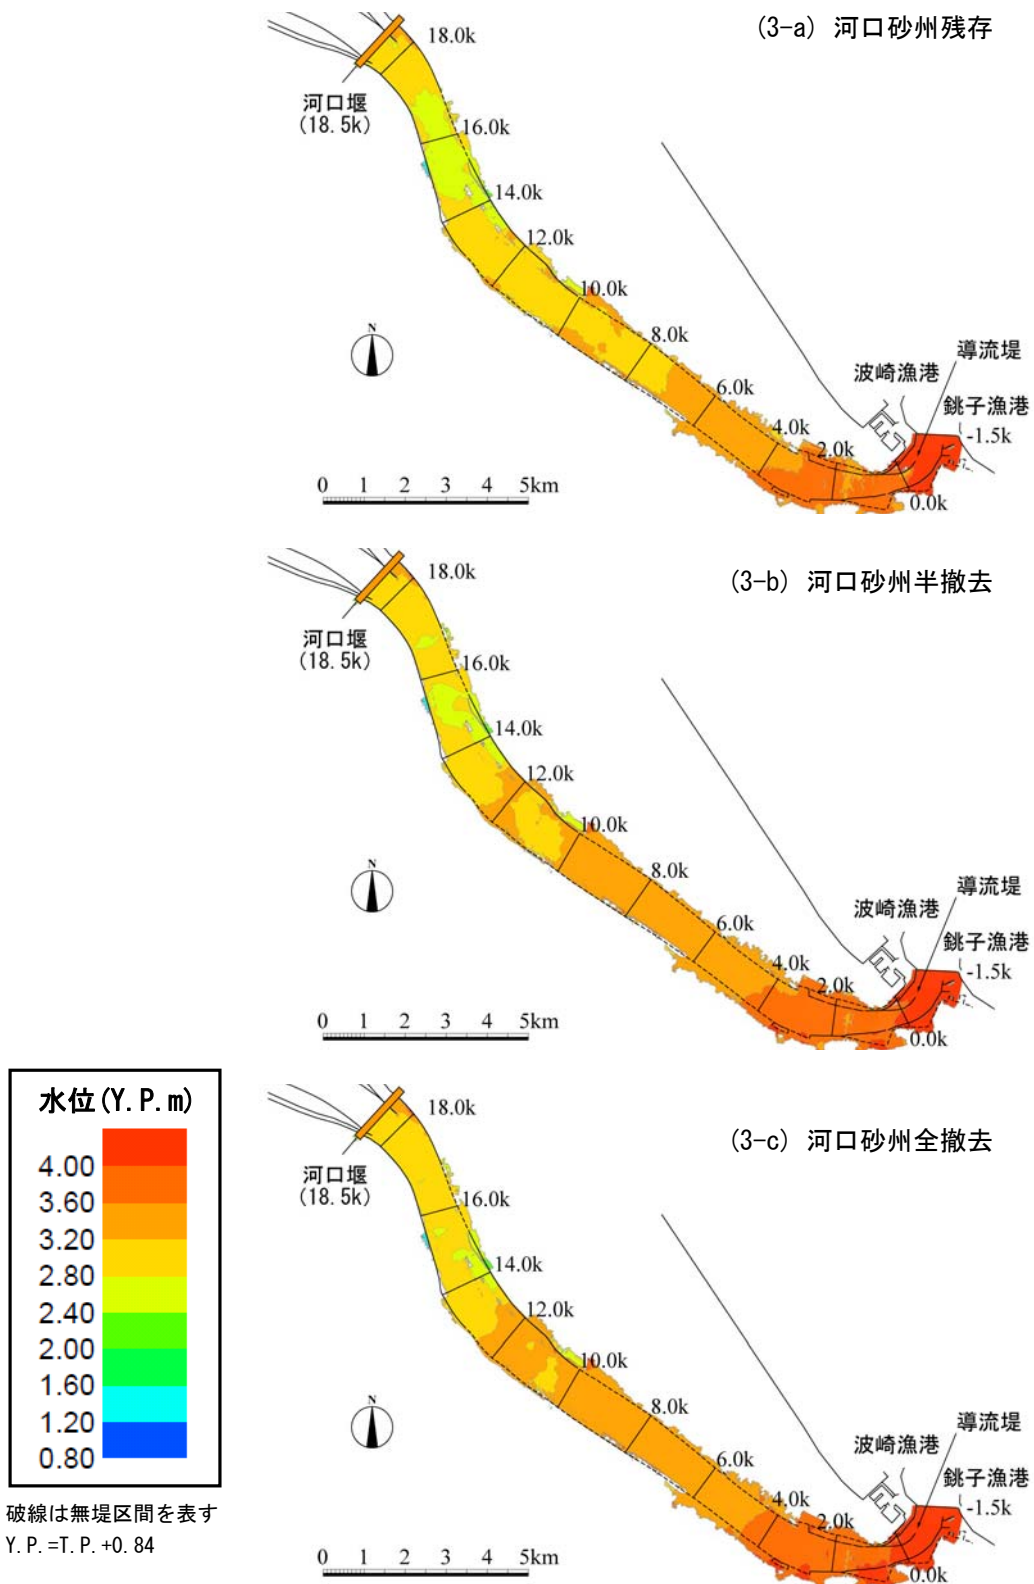 (3-a) 河口砂州残存
18.0k
河口堰
(18.5k)
16.0k
14.0k
12.0k
10.0k
8.0k
6.0k
4.0k
2.0k
0.0k
-1.5k
導流堤
波崎漁港
銚子漁港
N
0 1 2 3 4 5km
(3-b) 河口砂州半撤去
18.0k
河口堰
(18.5k)
16.0k
14.0k
12.0k
10.0k
8.0k
6.0k
4.0k
2.0k
0.0k
-1.5k
導流堤
波崎漁港
銚子漁港
N
0 1 2 3 4 5km
(3-c) 河口砂州全撤去
18.0k
河口堰
(18.5k)
16.0k
14.0k
12.0k
10.0k
8.0k
6.0k
4.0k
2.0k
0.0k
-1.5k
導流堤
波崎漁港
銚子漁港
N
0 1 2 3 4 5km
水位(Y.P.m)
4.00
3.60
3.20
2.80
2.40
2.00
1.60
1.20
0.80
破線は無堤区間を表す
Y.P.=T.P.+0.84